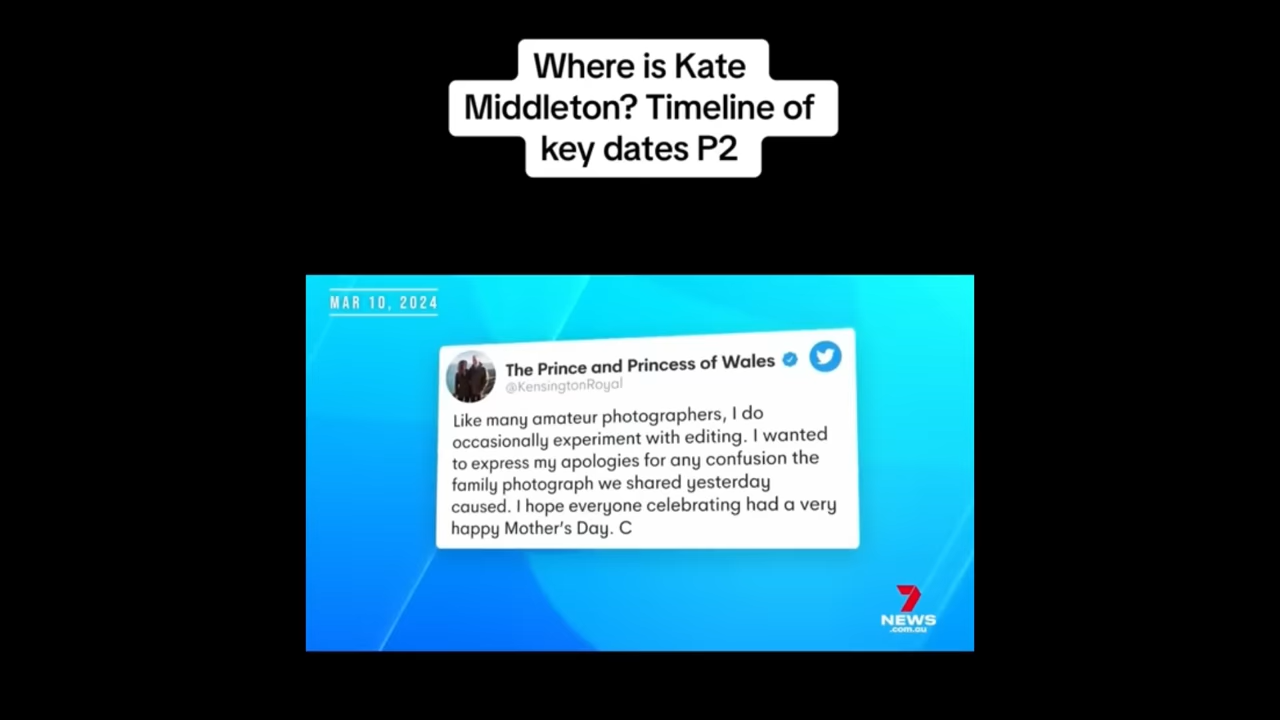 Where is Kate
Middleton? Timeline of
key dates P2
MAR 10, 2024
The Prince and Princess of Wales
@KensingtonRoyal
Like many amateur photographers, I do
occasionally experiment with editing. I wanted
to express my apologies for any confusion the
family photograph we shared yesterday
caused. I hope everyone celebrating had a very
happy Mother's Day. C
7
NEWS
.com.au